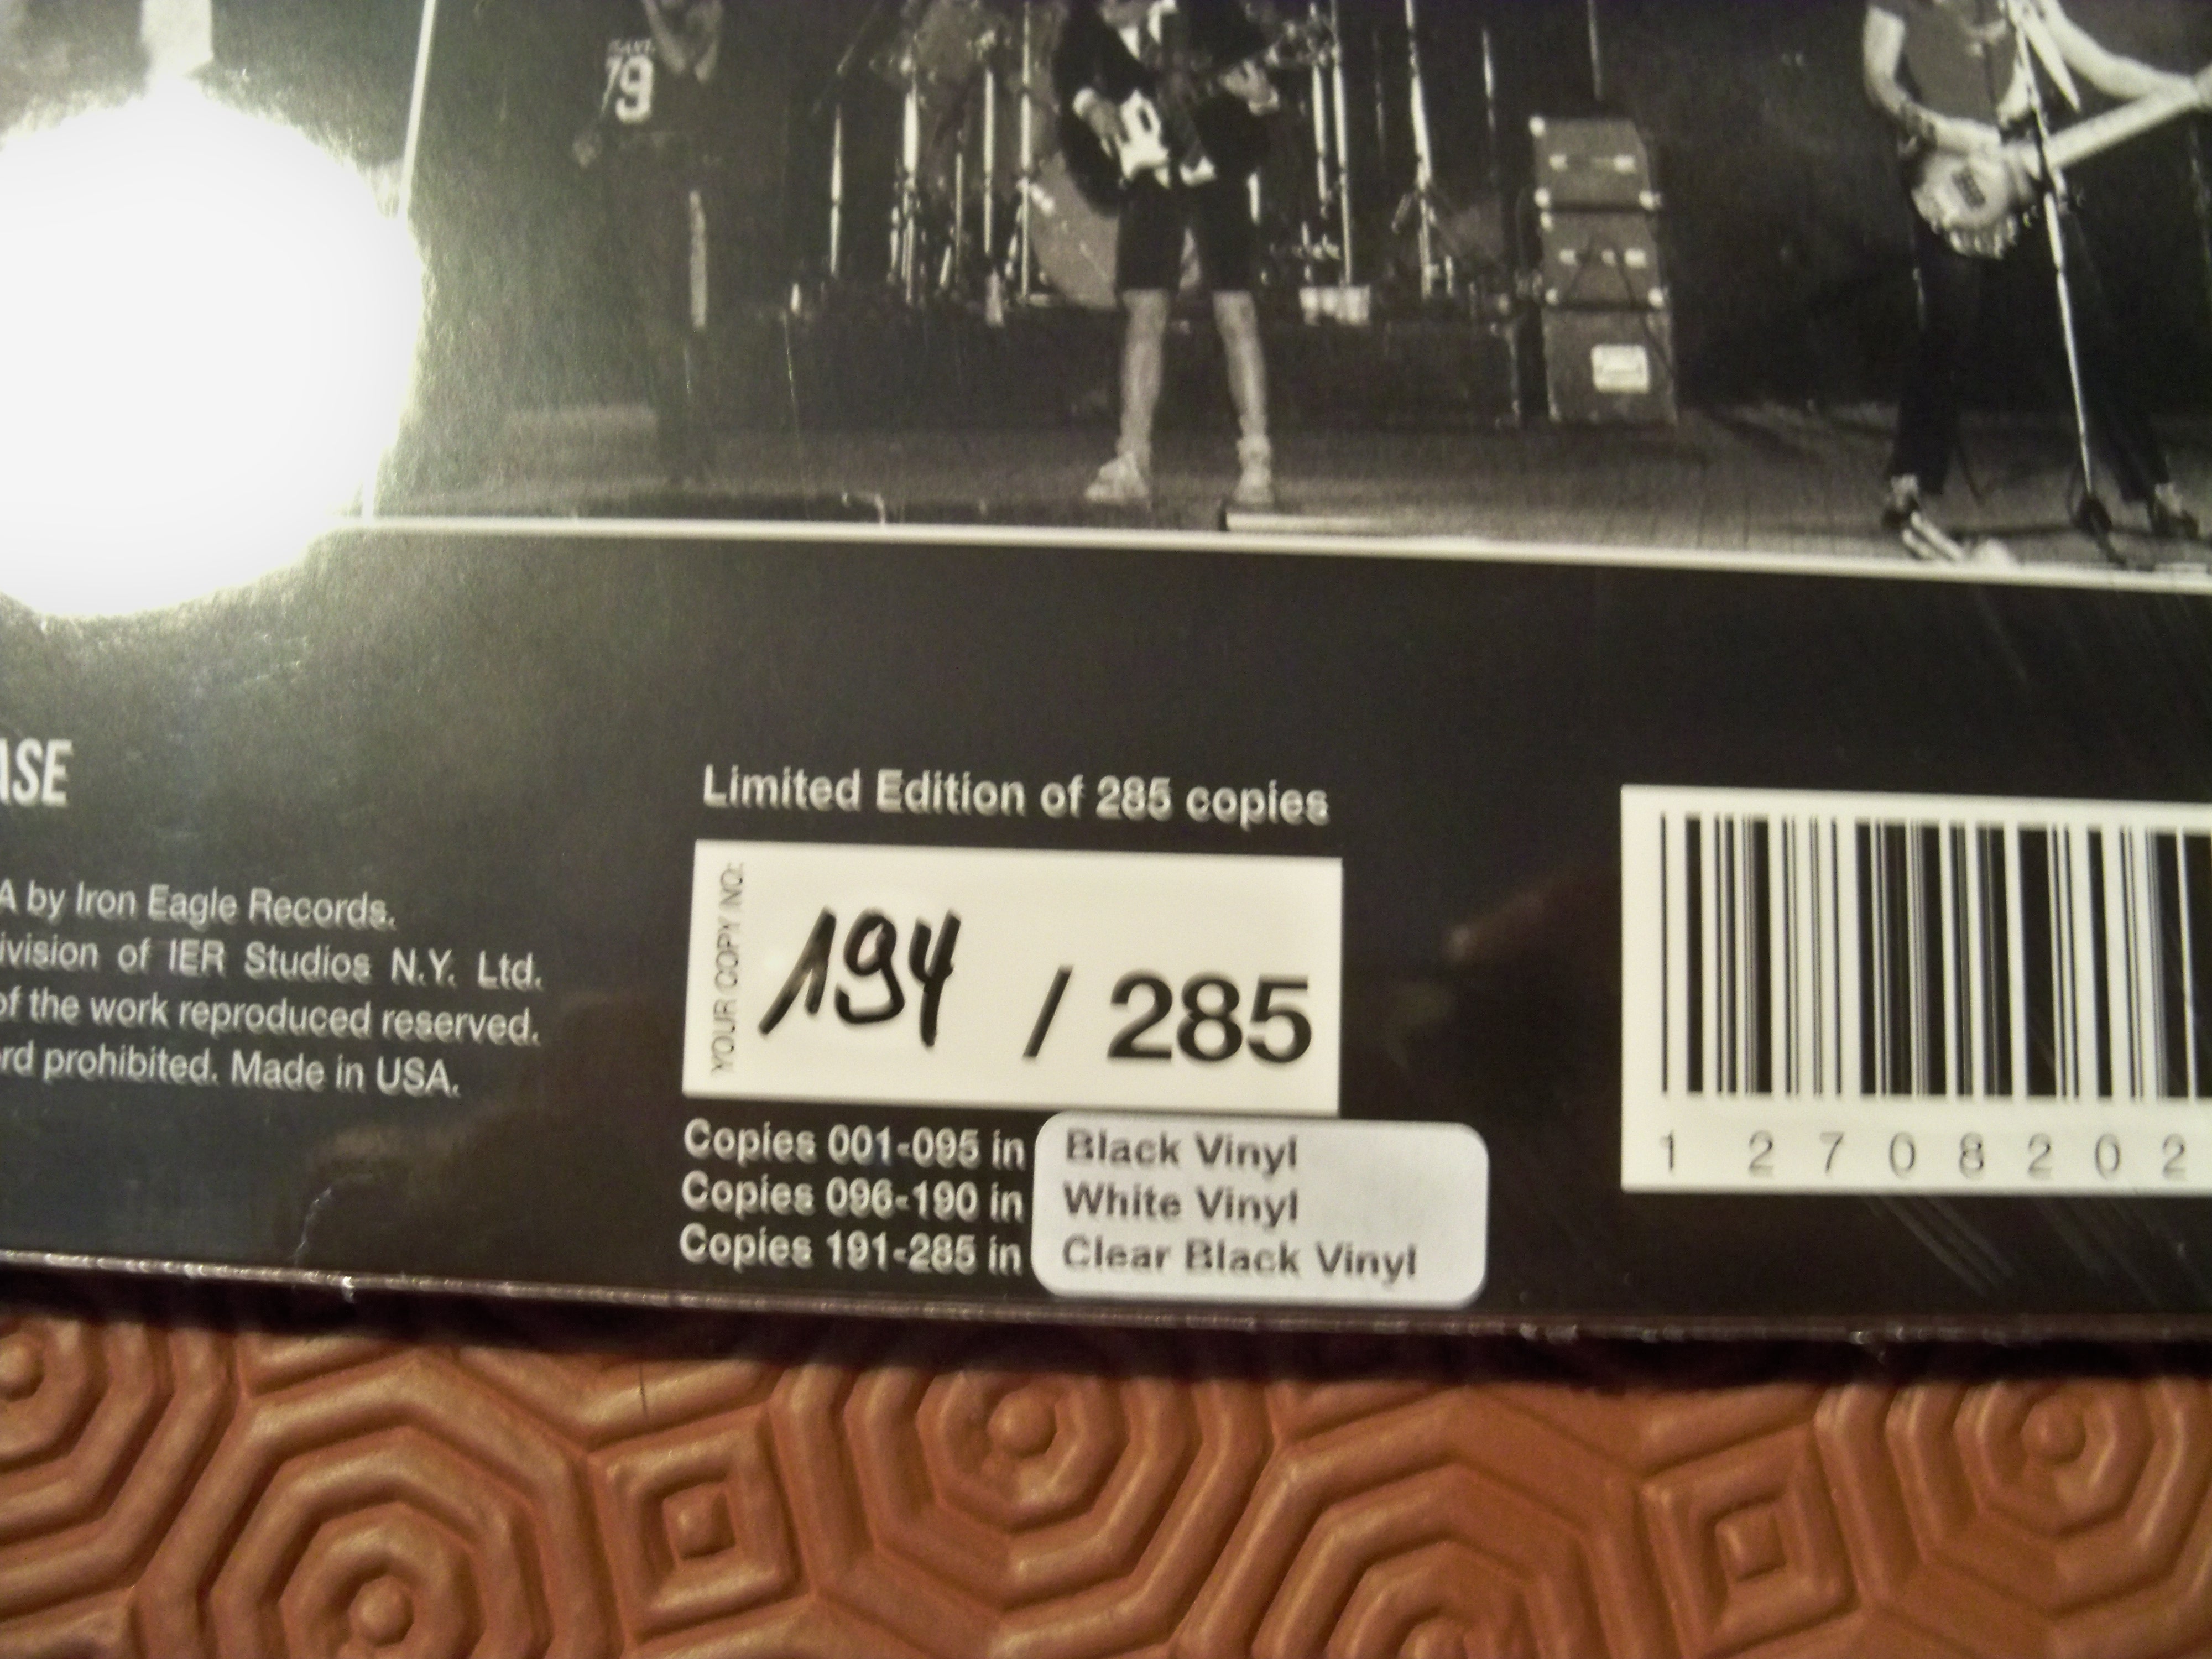 79
ASE
A by Iron Eagle Records.
ivision of IER Studios N.Y. Ltd.
of the work reproduced reserved.
rd prohibited. Made in USA.
Limited Edition of 285 copies
YOUR COPY NO:
194 / 285
Copies 001-095 in Black Vinyl
Copies 096-190 in White Vinyl
Copies 191-285 in Clear Black Vinyl
1 2 7 0 8 2 0 2